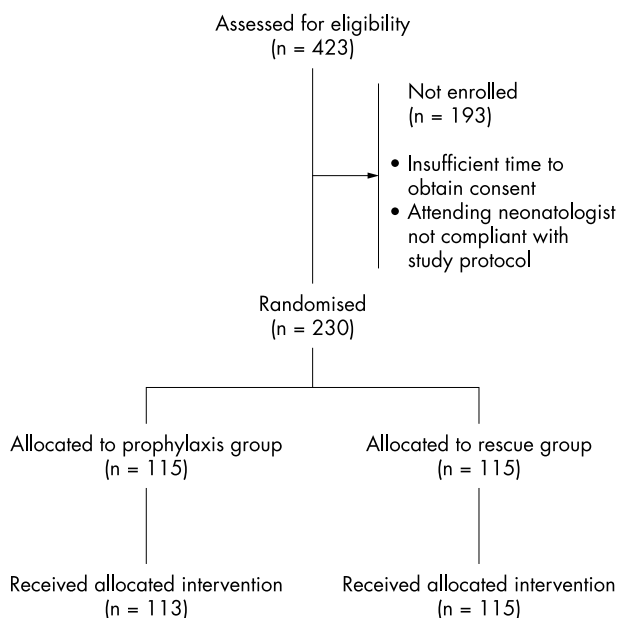 Assessed for eligibility
(n = 423)
Not enrolled
(n = 193)
• Insufficient time to
obtain consent
• Attending neonatologist
not compliant with
study protocol
Randomised
(n = 230)
Allocated to prophylaxis group
(n = 115)
Allocated to rescue group
(n = 115)
Received allocated intervention
(n = 113)
Received allocated intervention
(n = 115)